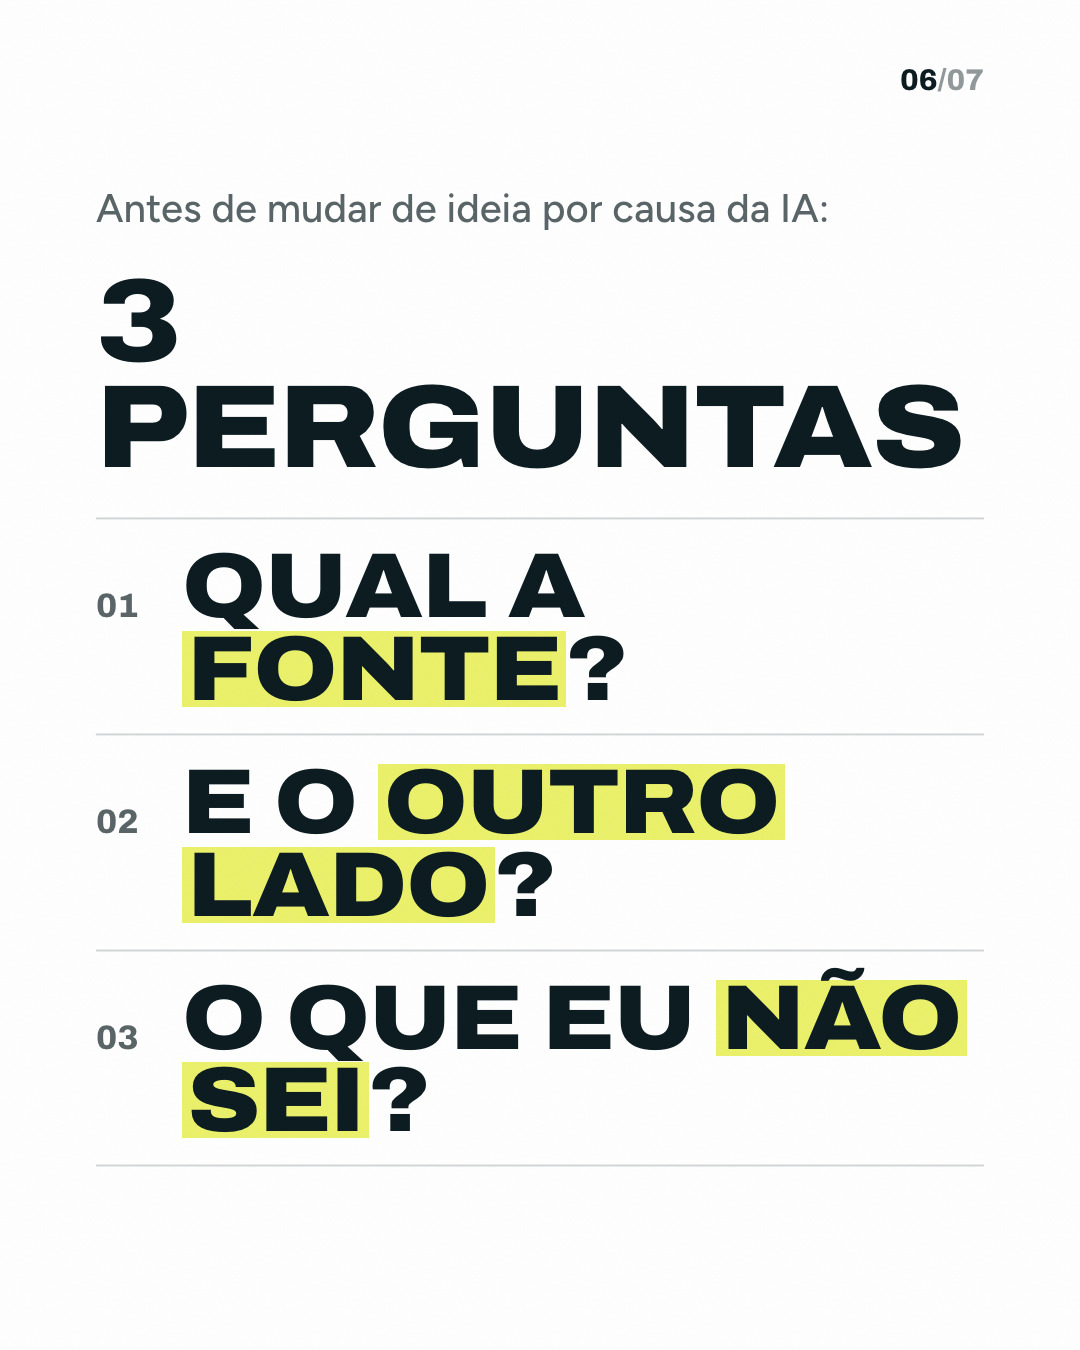 06/07
Antes de mudar de ideia por causa da IA:
3
PERGUNTAS
01
QUAL A
FONTE?
02
E O OUTRO
LADO?
03
O QUE EU NÃO
SEI?